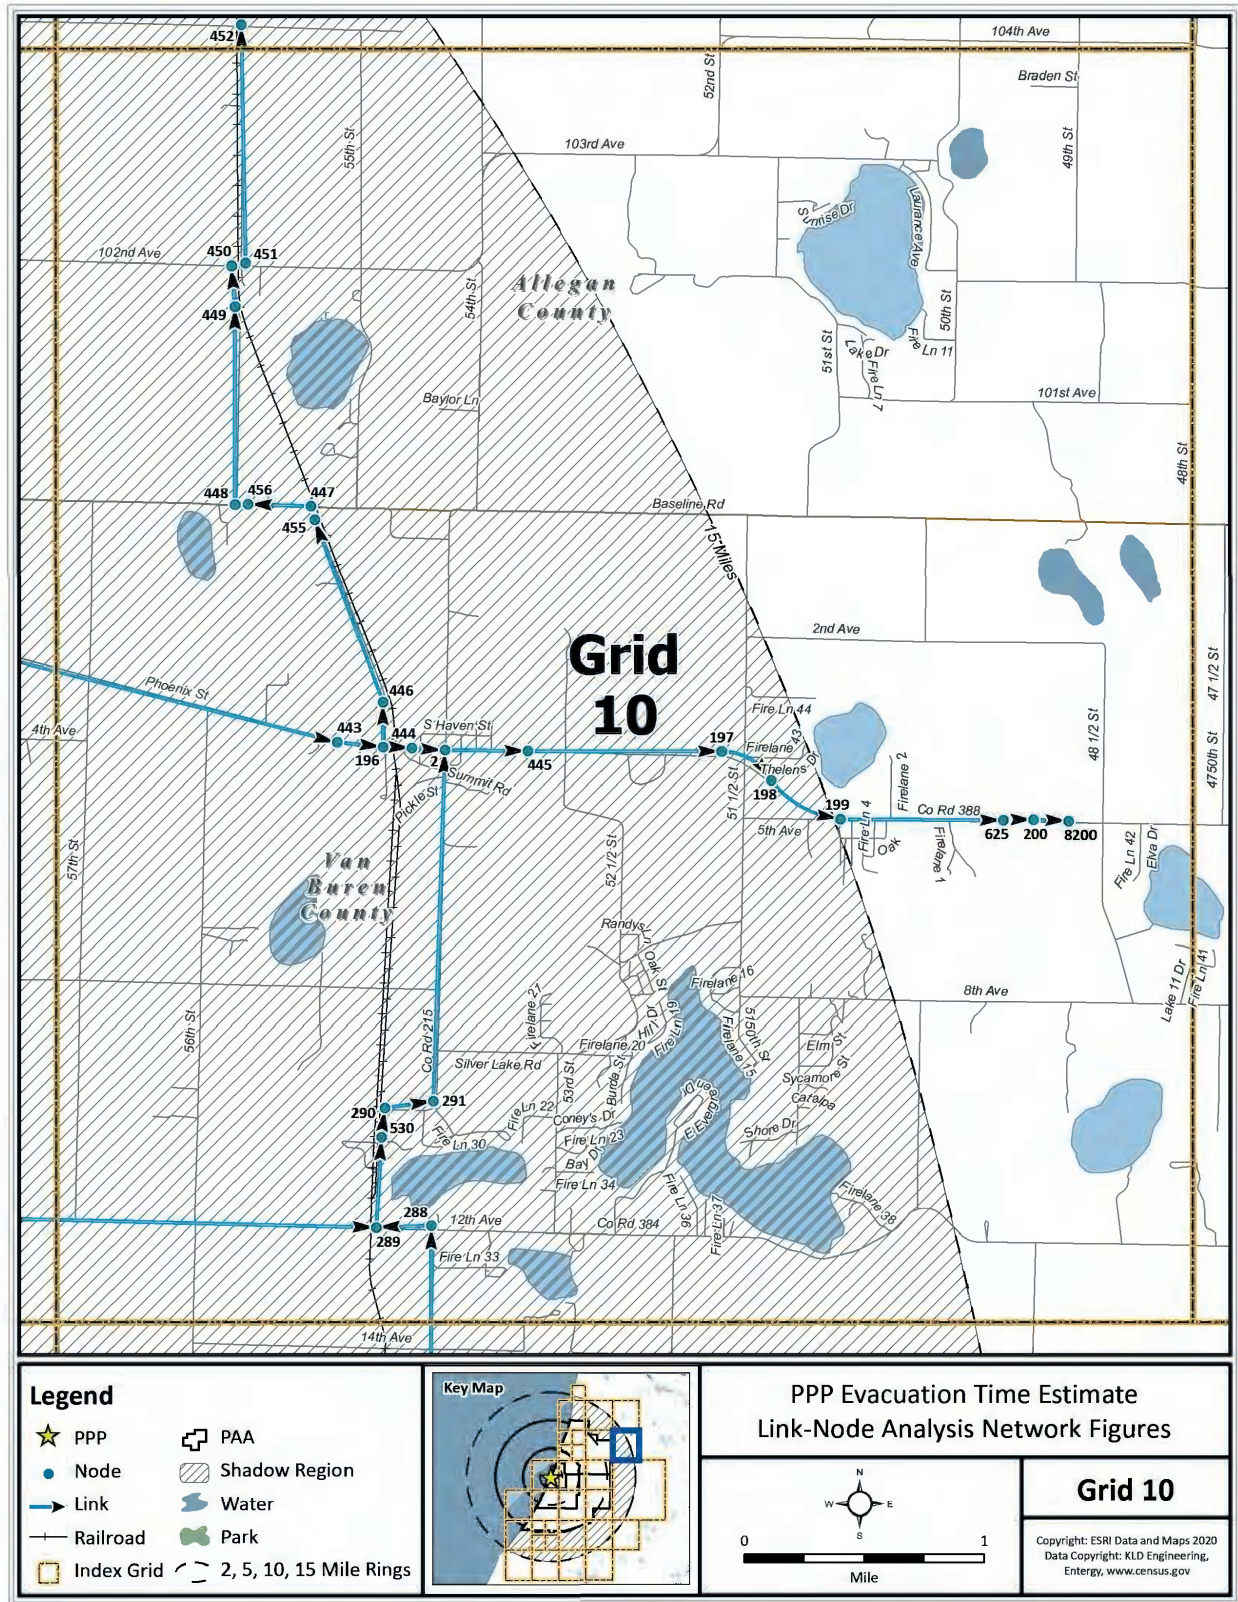 452
104th Ave
52nd St
Braden St
55th St
103rd Ave
49th St
Sunrise Dr
Laurance Ave
102nd Ave
450
451
Allegan
County
54th St
50th St
449
51st St
Lake Dr
Fire Ln 11
Fire Ln 7
Baylor Ln
101st Ave
48th St
448
456
447
455
Baseline Rd
15 Miles
2nd Ave
Grid
10
47 1/2 St
Phoenix St
446
Fire Ln 44
48 1/2 St
4th Ave
443
444
S Haven St
197
Firelane 43
196
2
445
Thelens Dr
Firelane 2
4750th St
Summit Rd
Pickle St
198
51 1/2 St
199
Co Rd 388
5th Ave
Fire Ln 4
Oak
Firelane 1
625
200
8200
Fire Ln 42
Elva Dr
57th St
Van
Buren
County
52 1/2 St
Randys Ln
Oak St
Firelane 16
Lake 11 Dr
Fire Ln 41
8th Ave
56th St
Co Rd 215
Firelane 21
Hill Dr
Fire Ln 19
Firelane 15
5150th St
Firelane 20
Elm St
Silver Lake Rd
53rd St
Burde St
Sycamore St
Catalpa
290
291
530
Fire Ln 22
Coney's Dr
E Evergreen Dr
Shore Dr
Fire Ln 30
Fire Ln 23
Bay Dr
Fire Ln 34
Fire Ln 36
Fire Ln 37
Firelane 38
288
12th Ave
Co Rd 384
289
Fire Ln 33
14th Ave
Legend
PPP
PAA
Node
Shadow Region
Link
Water
Railroad
Park
Index Grid
2, 5, 10, 15 Mile Rings
Key Map
PPP Evacuation Time Estimate
Link-Node Analysis Network Figures
N
W
E
S
0
1
Mile
Grid 10
Copyright: ESRI Data and Maps 2020
Data Copyright: KLD Engineering,
Entergy, www.census.gov